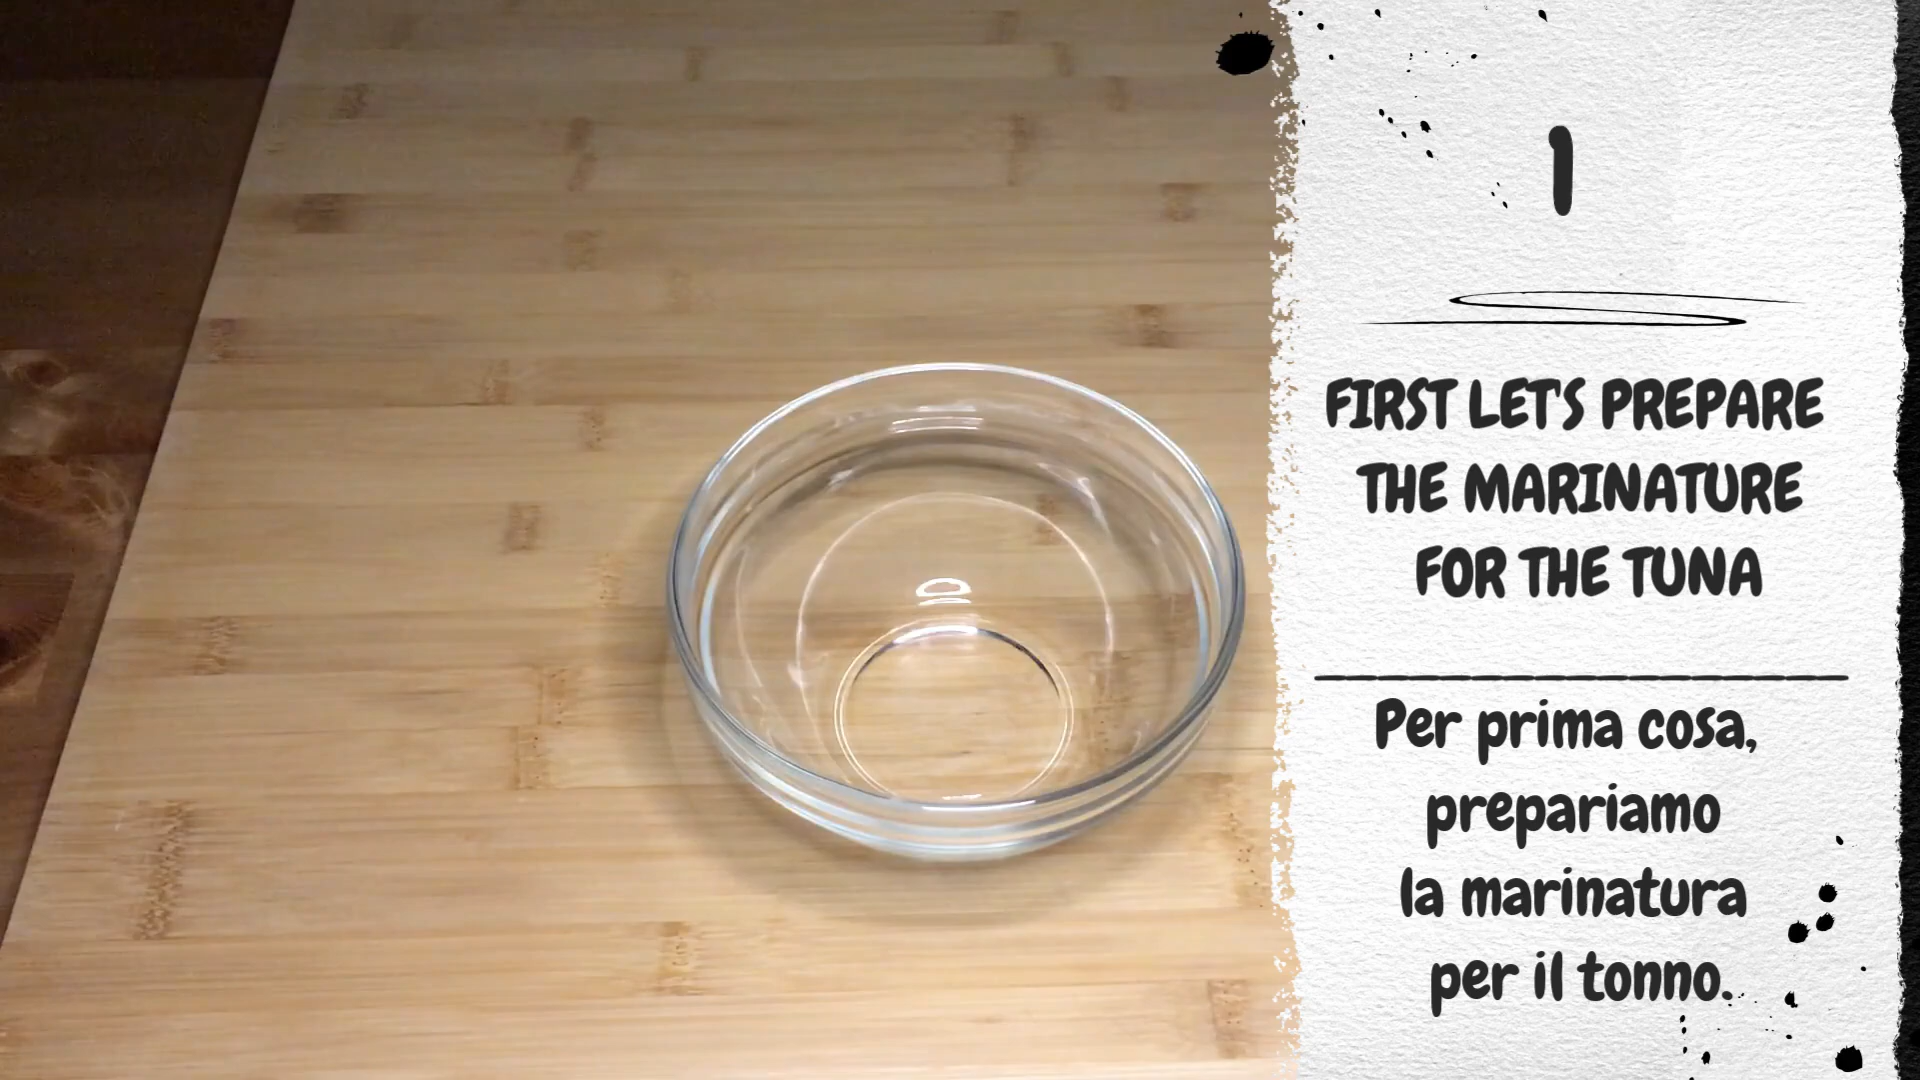 1
FIRST LET'S PREPARE
THE MARINATURE
FOR THE TUNA
Per prima cosa,
prepariamo
la marinatura
per il tonno.